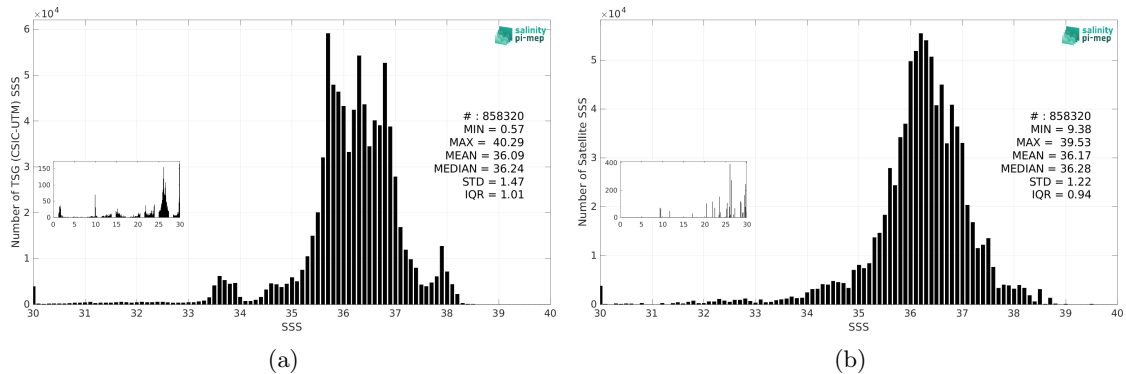 ×10⁴
6
5
4
3
2
1
0
Number of TSG (CSIC-UTM) SSS
30 31 32 33 34 35 36 37 38 39 40
SSS
salinity
pi-mep
# : 858320
MIN = 0.57
MAX = 40.29
MEAN = 36.09
MEDIAN = 36.24
STD = 1.47
IQR = 1.01
150
100
50
0
0 5 10 15 20 25 30
(a)
×10⁴
5
4
3
2
1
0
Number of Satellite SSS
30 31 32 33 34 35 36 37 38 39 40
SSS
salinity
pi-mep
# : 858320
MIN = 9.38
MAX = 39.53
MEAN = 36.17
MEDIAN = 36.28
STD = 1.22
IQR = 0.94
400
200
0
0 5 10 15 20 25 30
(b)